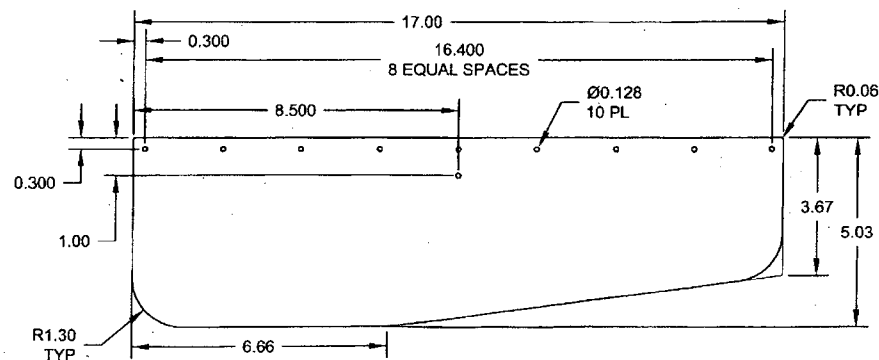 17.00
0.300
16.400
8 EQUAL SPACES
8.500
Ø0.128
10 PL
R0.06
TYP
0.300
1.00
3.67
5.03
R1.30
TYP
6.66